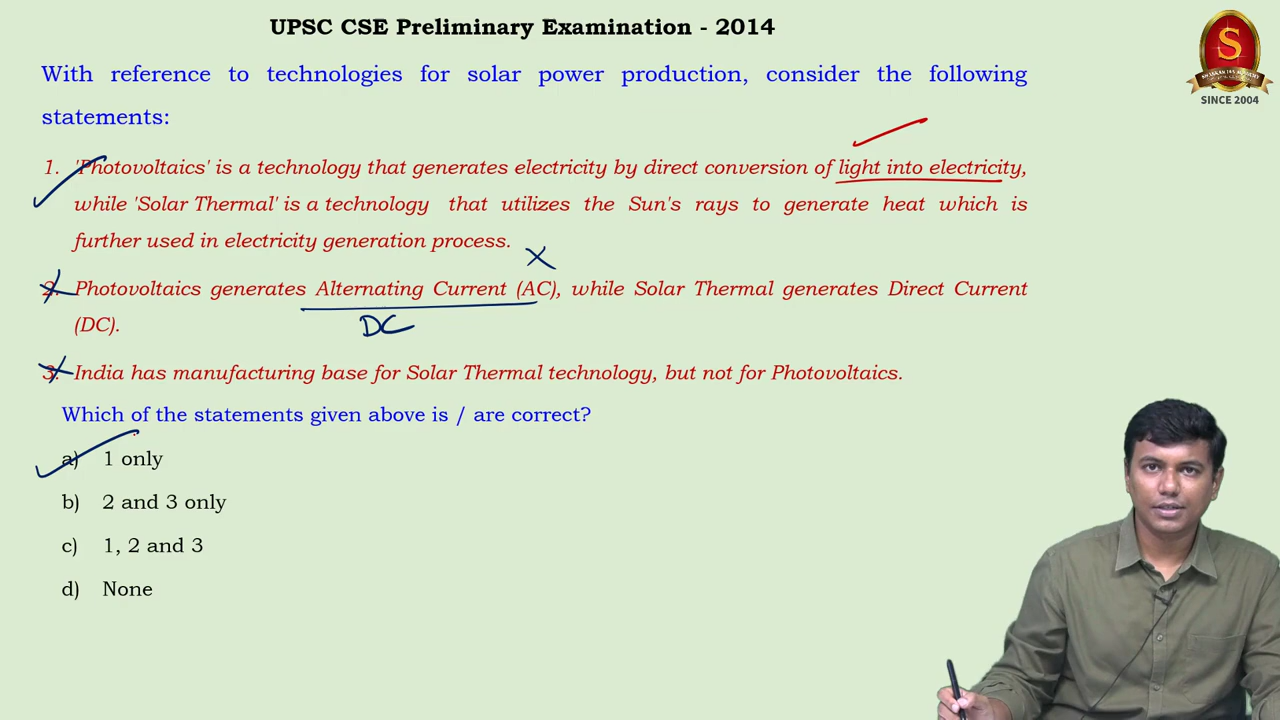 UPSC CSE Preliminary Examination - 2014
With reference to technologies for solar power production, consider the following
statements:
1. 'Photovoltaics' is a technology that generates electricity by direct conversion of light into electricity,
while 'Solar Thermal' is a technology that utilizes the Sun's rays to generate heat which is
further used in electricity generation process.
2. Photovoltaics generates Alternating Current (AC), while Solar Thermal generates Direct Current
(DC).
DC
3. India has manufacturing base for Solar Thermal technology, but not for Photovoltaics.
Which of the statements given above is / are correct?
a) 1 only
b) 2 and 3 only
c) 1, 2 and 3
d) None
S
SINCE 2004